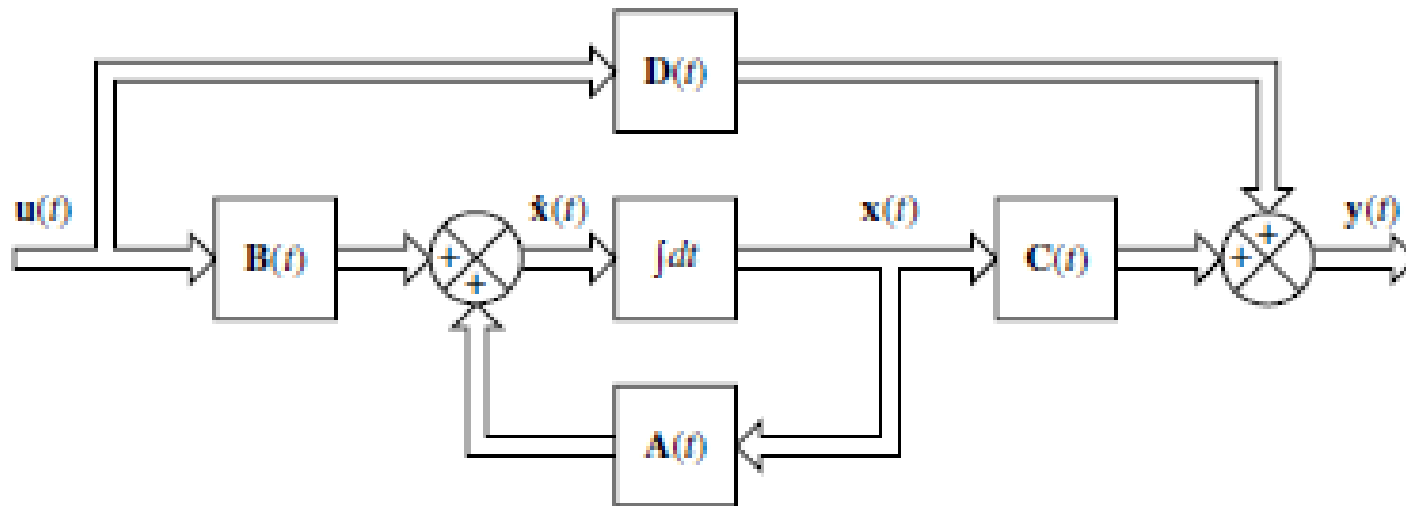 D(t)
u(t)
B(t)
+
+
ẋ(t)
∫dt
x(t)
C(t)
+
+
y(t)
A(t)